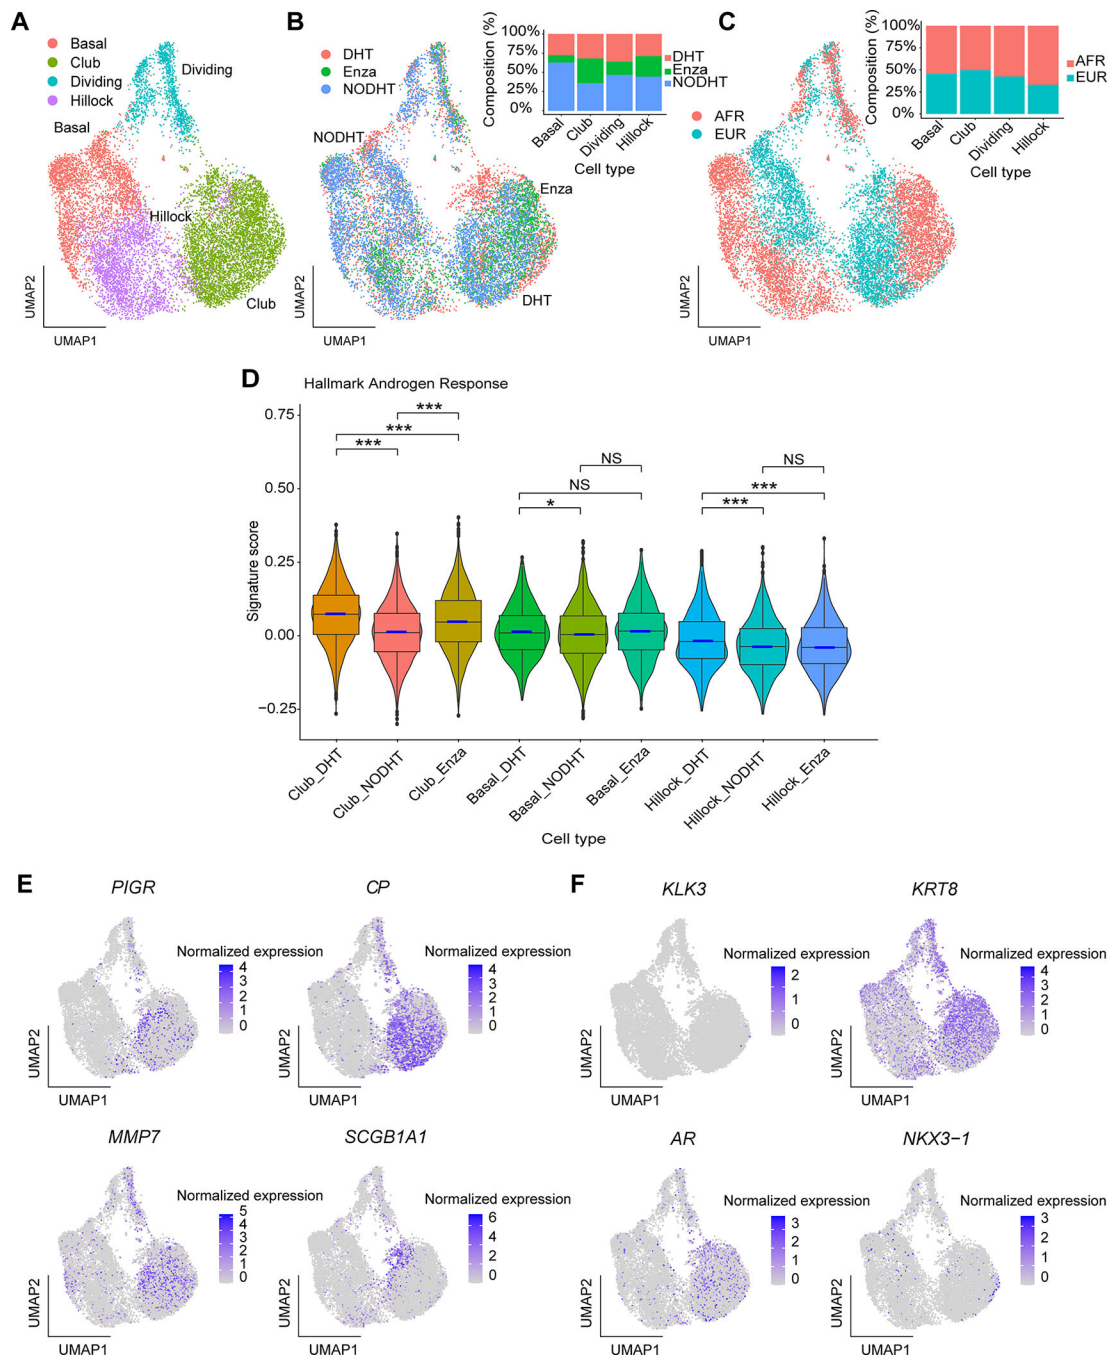 A
Basal
Club
Dividing
Hillock
Dividing
Basal
Hillock
Club
UMAP2
UMAP1
B
DHT
Enza
NODHT
NODHT
Enza
DHT
UMAP2
UMAP1
Composition (%)
100%
75%
50%
25%
0%
Basal
Club
Dividing
Hillock
Cell type
DHT
Enza
NODHT
C
AFR
EUR
UMAP2
UMAP1
Composition (%)
100%
75%
50%
25%
0%
Basal
Club
Dividing
Hillock
Cell type
AFR
EUR
D
Hallmark Androgen Response
Signature score
0.75
0.50
0.25
0.00
−0.25
***
***
***
NS
NS
*
NS
***
***
Club_DHT
Club_NODHT
Club_Enza
Basal_DHT
Basal_NODHT
Basal_Enza
Hillock_DHT
Hillock_NODHT
Hillock_Enza
Cell type
E
PIGR
Normalized expression
4
3
2
1
0
UMAP2
UMAP1
CP
Normalized expression
4
3
2
1
0
UMAP2
UMAP1
MMP7
Normalized expression
5
4
3
2
1
0
UMAP2
UMAP1
SCGB1A1
Normalized expression
6
4
2
0
UMAP2
UMAP1
F
KLK3
Normalized expression
2
1
0
UMAP2
UMAP1
KRT8
Normalized expression
4
3
2
1
0
UMAP2
UMAP1
AR
Normalized expression
3
2
1
0
UMAP2
UMAP1
NKX3−1
Normalized expression
3
2
1
0
UMAP2
UMAP1